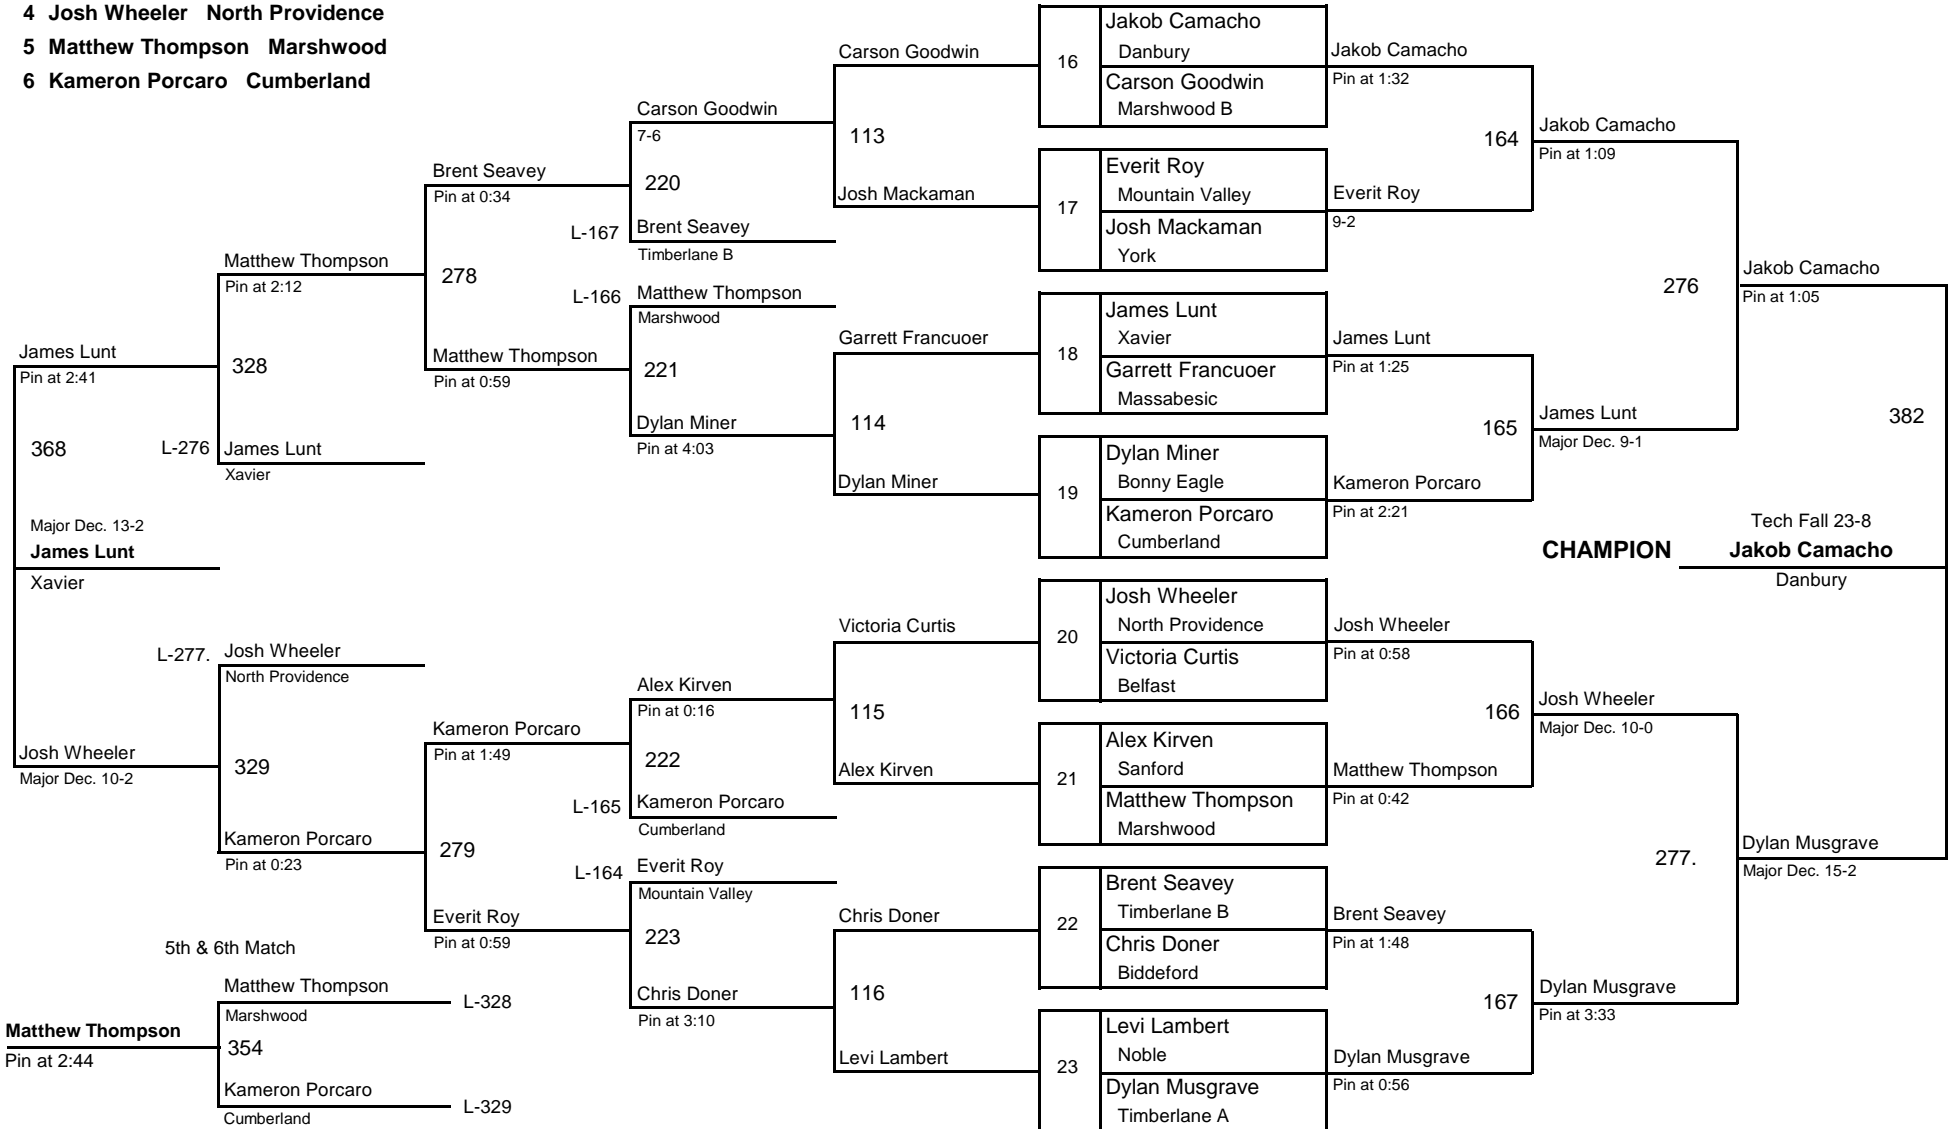 4 Josh Wheeler North Providence
5 Matthew Thompson Marshwood
6 Kameron Porcaro Cumberland
James Lunt
Pin at 2:41
368
Major Dec. 13-2
James Lunt
Xavier
Josh Wheeler
Major Dec. 10-2
5th & 6th Match
Matthew Thompson
Pin at 2:44
Matthew Thompson
Pin at 2:12
328
L-276 James Lunt
Xavier
L-277. Josh Wheeler
North Providence
329
Kameron Porcaro
Pin at 0:23
Matthew Thompson
L-328
Marshwood
354
Kameron Porcaro
L-329
Cumberland
Brent Seavey
Pin at 0:34
278
Matthew Thompson
Pin at 0:59
Kameron Porcaro
Pin at 1:49
279
Everit Roy
Pin at 0:59
Carson Goodwin
7-6
220
L-167 Brent Seavey
Timberlane B
L-166 Matthew Thompson
Marshwood
221
Dylan Miner
Pin at 4:03
Alex Kirven
Pin at 0:16
222
L-165 Kameron Porcaro
Cumberland
L-164 Everit Roy
Mountain Valley
223
Chris Doner
Pin at 3:10
Carson Goodwin
113
Josh Mackaman
Garrett Francuoer
114
Dylan Miner
Victoria Curtis
115
Alex Kirven
Chris Doner
116
Levi Lambert
16
Jakob Camacho
Danbury
Carson Goodwin
Marshwood B
17
Everit Roy
Mountain Valley
Josh Mackaman
York
18
James Lunt
Xavier
Garrett Francuoer
Massabesic
19
Dylan Miner
Bonny Eagle
Kameron Porcaro
Cumberland
20
Josh Wheeler
North Providence
Victoria Curtis
Belfast
21
Alex Kirven
Sanford
Matthew Thompson
Marshwood
22
Brent Seavey
Timberlane B
Chris Doner
Biddeford
23
Levi Lambert
Noble
Dylan Musgrave
Timberlane A
Jakob Camacho
Pin at 1:32
164
Everit Roy
9-2
James Lunt
Pin at 1:25
165
Kameron Porcaro
Pin at 2:21
Josh Wheeler
Pin at 0:58
166
Matthew Thompson
Pin at 0:42
Brent Seavey
Pin at 1:48
167
Dylan Musgrave
Pin at 0:56
Jakob Camacho
Pin at 1:09
276
James Lunt
Major Dec. 9-1
Josh Wheeler
Major Dec. 10-0
277.
Dylan Musgrave
Pin at 3:33
Jakob Camacho
Pin at 1:05
382
Tech Fall 23-8
CHAMPION Jakob Camacho
Danbury
Dylan Musgrave
Major Dec. 15-2